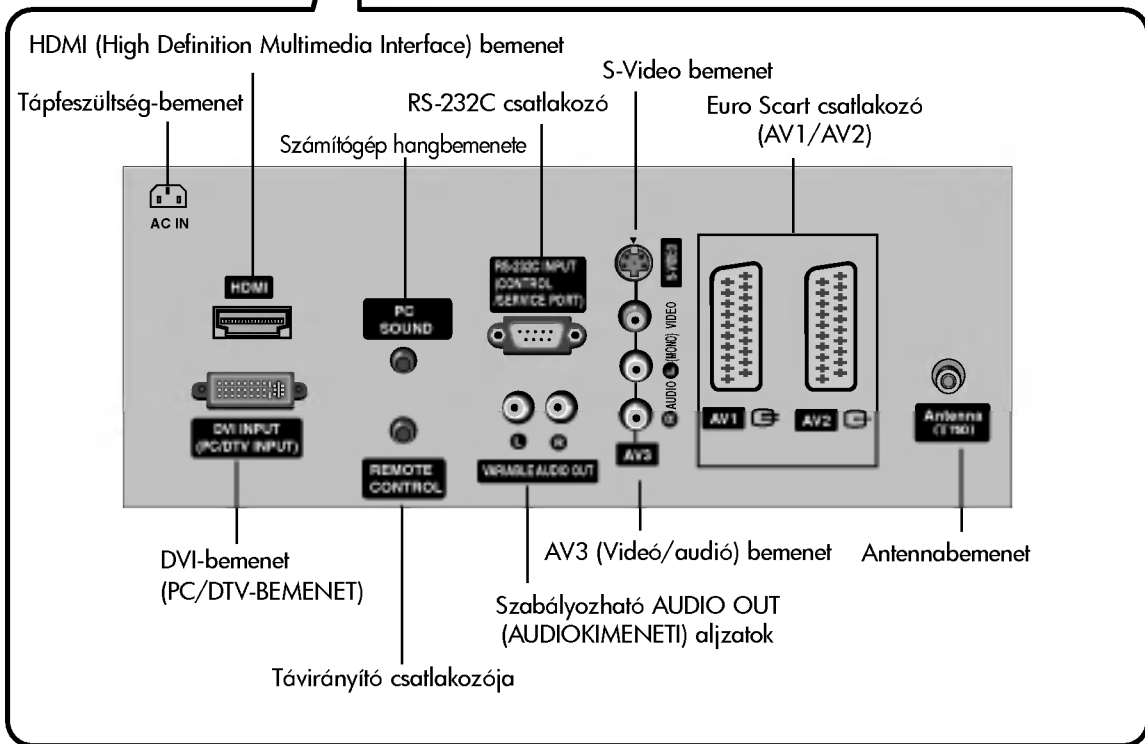 HDMI (High Definition Multimedia Interface) bemenet
S-Video bemenet
Tápfeszültség-bemenet
RS-232C csatlakozó
Euro Scart csatlakozó
(AV1/AV2)
Számítógép hangbemenete
AC IN
HDMI
PC
SOUND
RS-232C INPUT
(CONTROL
/SERVICE PORT)
S-VIDEO
VIDEO
(MONO)
AUDIO
DVI INPUT
(PC/DTV INPUT)
REMOTE
CONTROL
L
R
VARIABLE AUDIO OUT
AV3
AV1
AV2
Antenna
DVI-bemenet
(PC/DTV-BEMENET)
AV3 (Videó/audió) bemenet
Antennabemenet
Szabályozható AUDIO OUT
(AUDIOKIMENETI) aljzatok
Távirányító csatlakozója